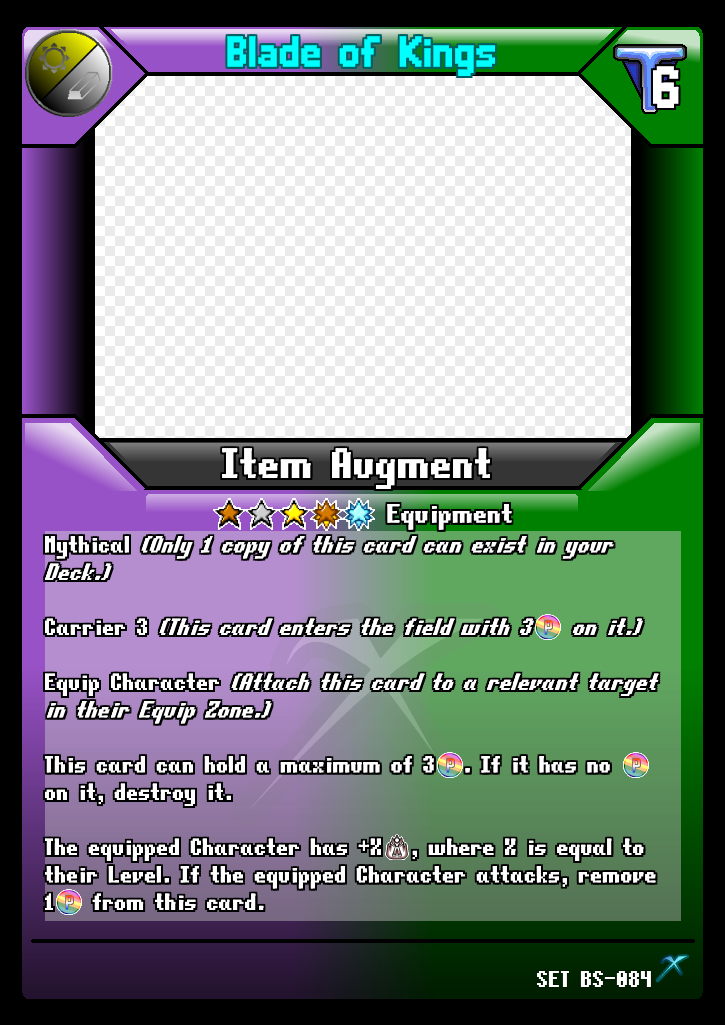 Blade of Kings
T6
Item Augment
Equipment
Mythical (Only 1 copy of this card can exist in your
Deck.)
Carrier 3 (This card enters the field with 3 P on it.)
Equip Character (Attach this card to a relevant target
in their Equip Zone.)
This card can hold a maximum of 3 P. If it has no P
on it, destroy it.
The equipped Character has +X, where X is equal to
their Level. If the equipped Character attacks, remove
1 P from this card.
SET BS-084